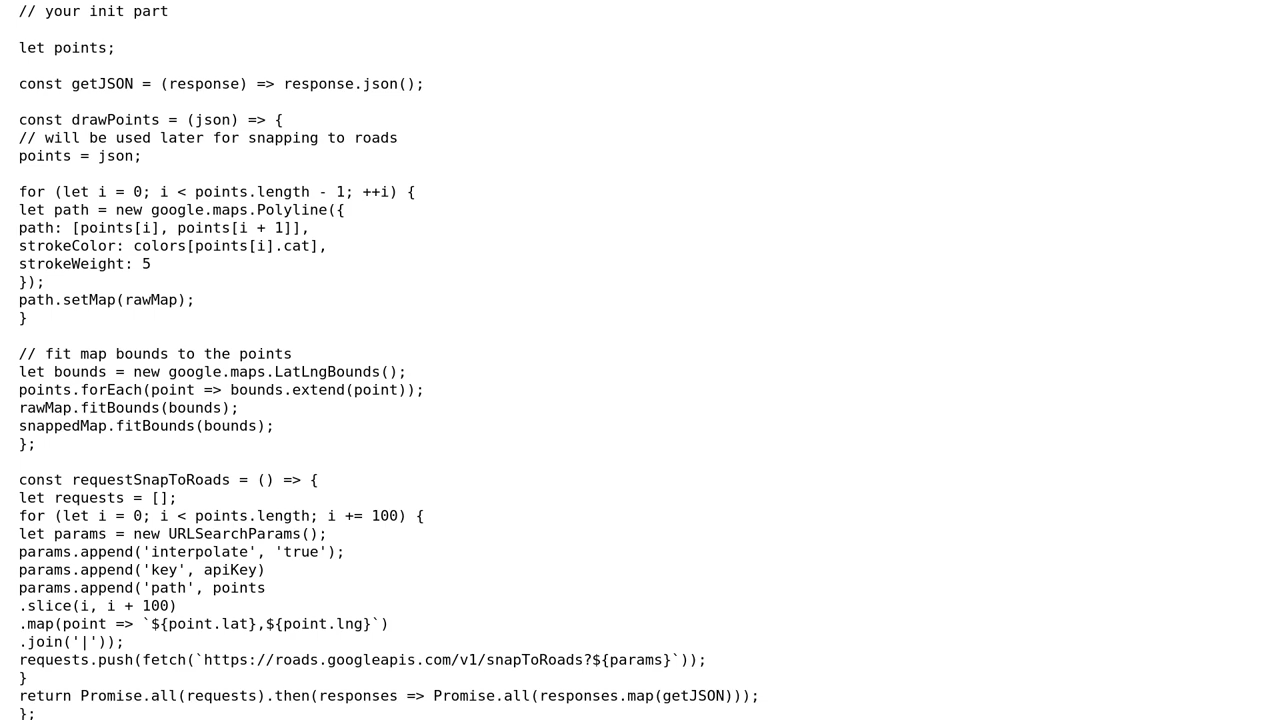 // your init part
let points;
const getJSON = (response) => response.json();
const drawPoints = (json) => {
// will be used later for snapping to roads
points = json;
for (let i = 0; i < points.length - 1; ++i) {
let path = new google.maps.Polyline({
path: [points[i], points[i + 1]],
strokeColor: colors[points[i].cat],
strokeWeight: 5
});
path.setMap(rawMap);
}
// fit map bounds to the points
let bounds = new google.maps.LatLngBounds();
points.forEach(point => bounds.extend(point));
rawMap.fitBounds(bounds);
snappedMap.fitBounds(bounds);
};
const requestSnapToRoads = () => {
let requests = [];
for (let i = 0; i < points.length; i += 100) {
let params = new URLSearchParams();
params.append('interpolate', 'true');
params.append('key', apiKey)
params.append('path', points
.slice(i, i + 100)
.map(point => `${point.lat},${point.lng}`)
.join('|'));
requests.push(fetch(`https://roads.googleapis.com/v1/snapToRoads?${params}`));
}
return Promise.all(requests).then(responses => Promise.all(responses.map(getJSON)));
};